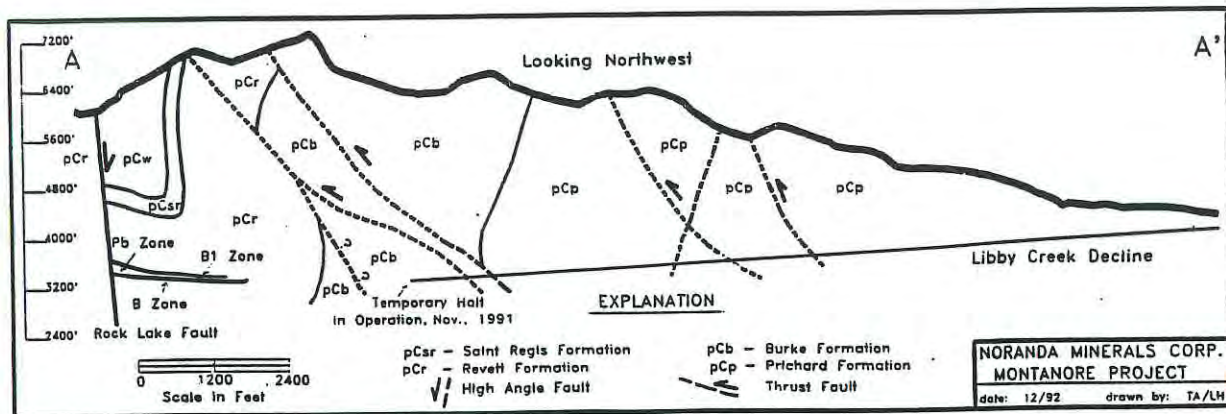 7200'
A
Looking Northwest
A'
6400'
pCr
5600'
pCr
pCw
pCb
pCb
pCp
4800'
pCsr
pCp
pCp
pCp
pCr
4000'
Pb Zone
B1 Zone
pCb
Libby Creek Decline
3200'
B Zone
pCb
Temporary Halt
in Operation, Nov., 1991
EXPLANATION
2400'
Rock Lake Fault
0 1200 2400
Scale in Feet
pCsr – Saint Regis Formation
pCr – Revett Formation
High Angle Fault
pCb – Burke Formation
pCp – Prichard Formation
Thrust Fault
NORANDA MINERALS CORP.
MONTANORE PROJECT
date: 12/92 drawn by: TA/LH